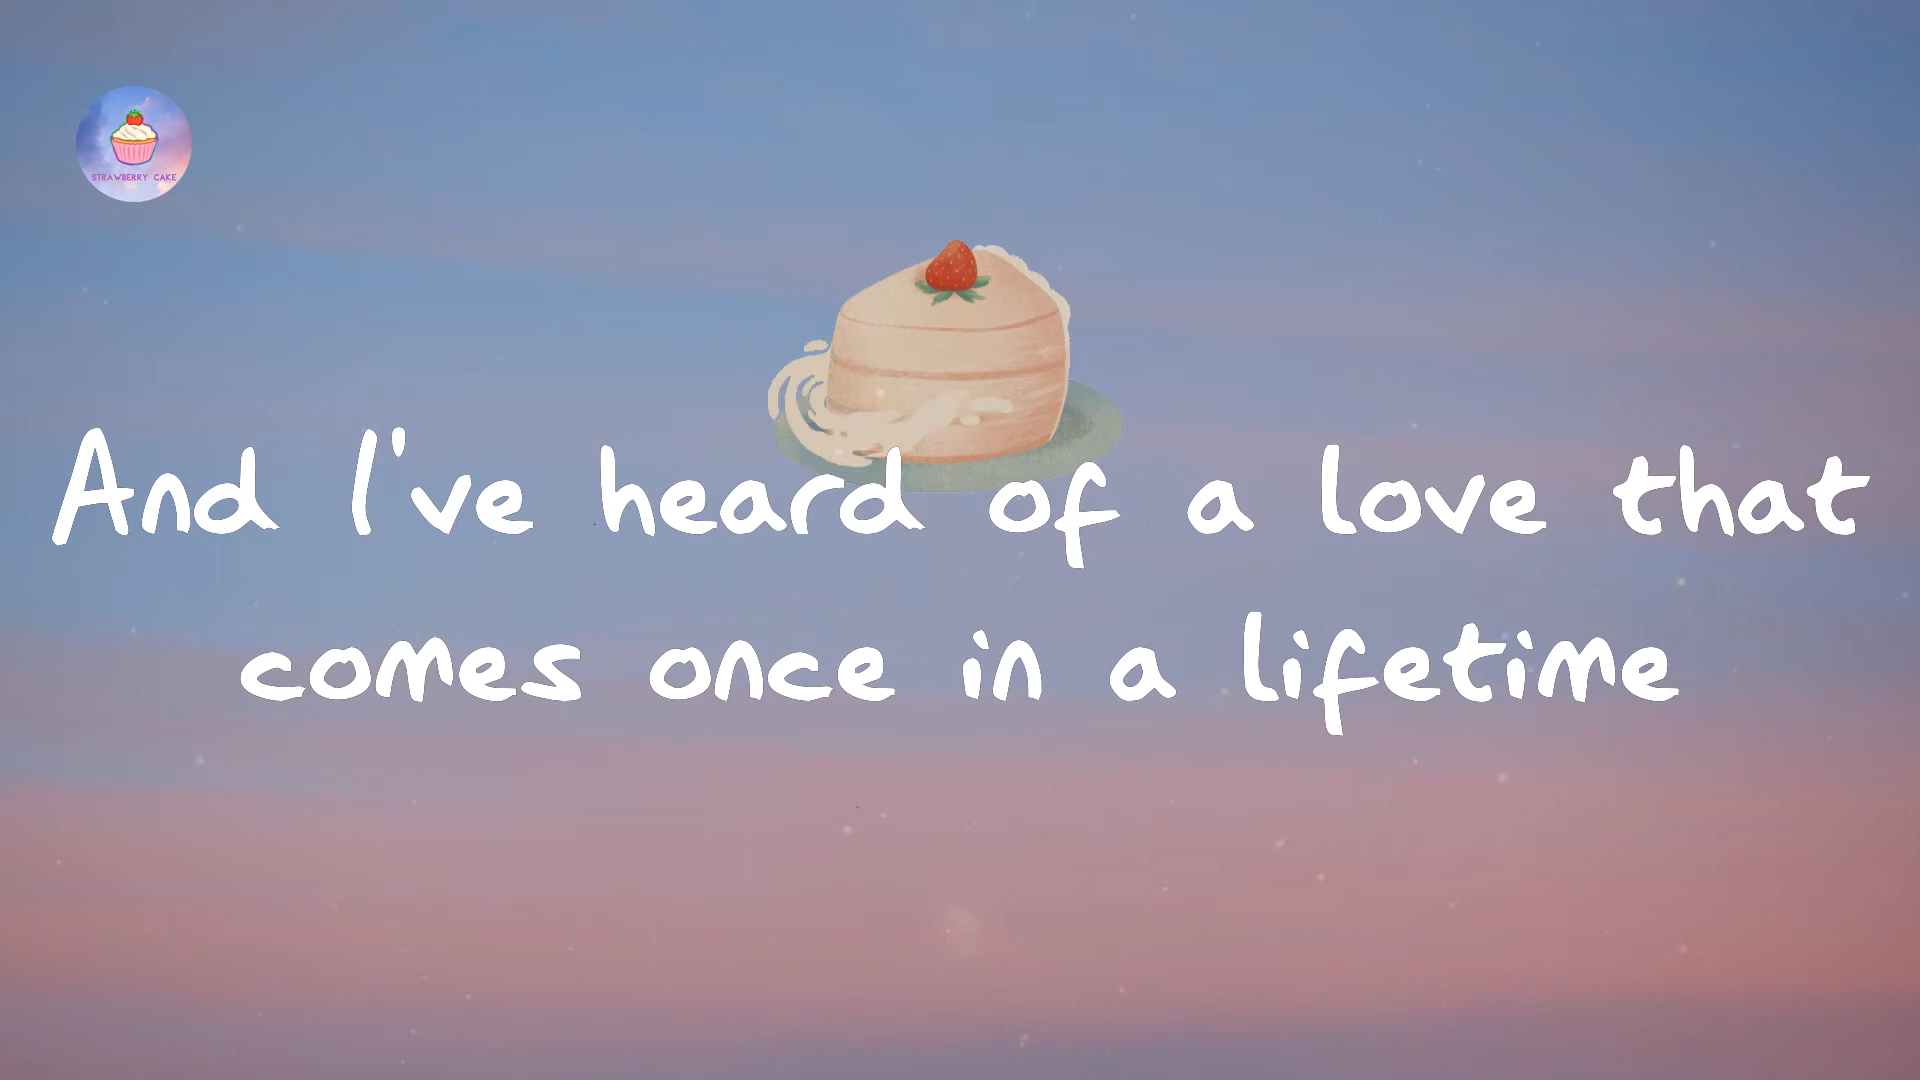 STRAWBERRY CAKE
And I've heard of a love that
comes once in a lifetime